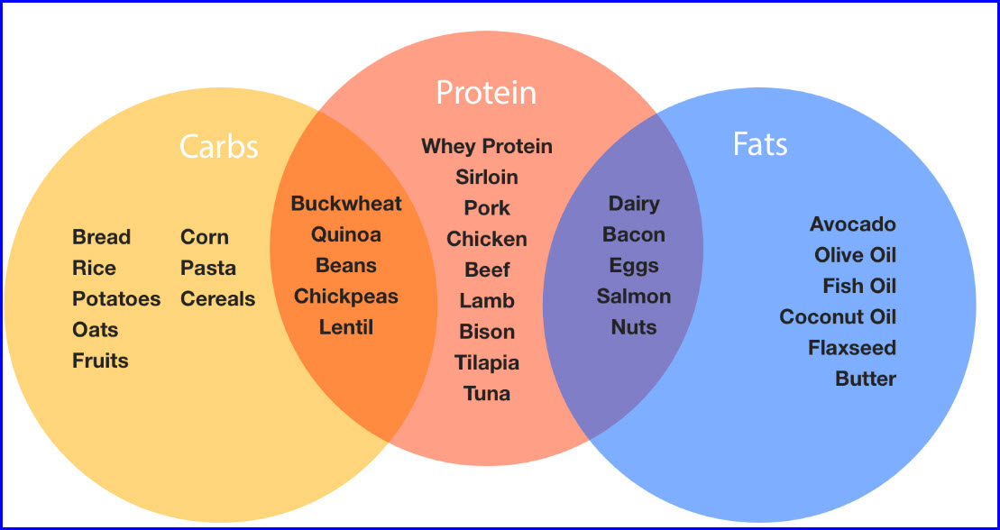 Protein
Carbs
Fats
Bread
Rice
Potatoes
Oats
Fruits
Corn
Pasta
Cereals
Buckwheat
Quinoa
Beans
Chickpeas
Lentil
Whey Protein
Sirloin
Pork
Chicken
Beef
Lamb
Bison
Tilapia
Tuna
Dairy
Bacon
Eggs
Salmon
Nuts
Avocado
Olive Oil
Fish Oil
Coconut Oil
Flaxseed
Butter